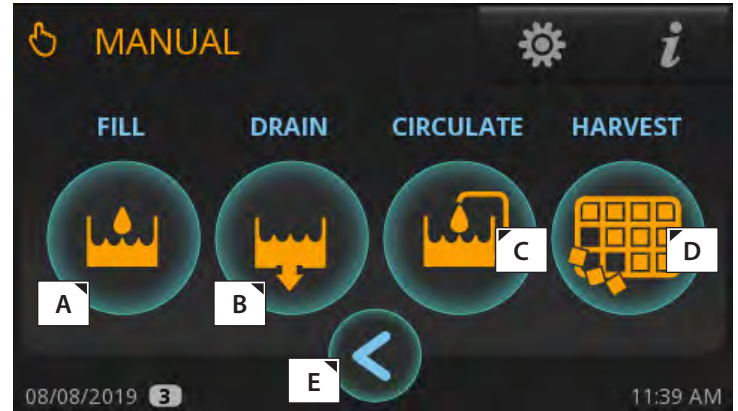 MANUAL i
FILL DRAIN CIRCULATE HARVEST
A B C D
E <
08/08/2019 3 11:39 AM